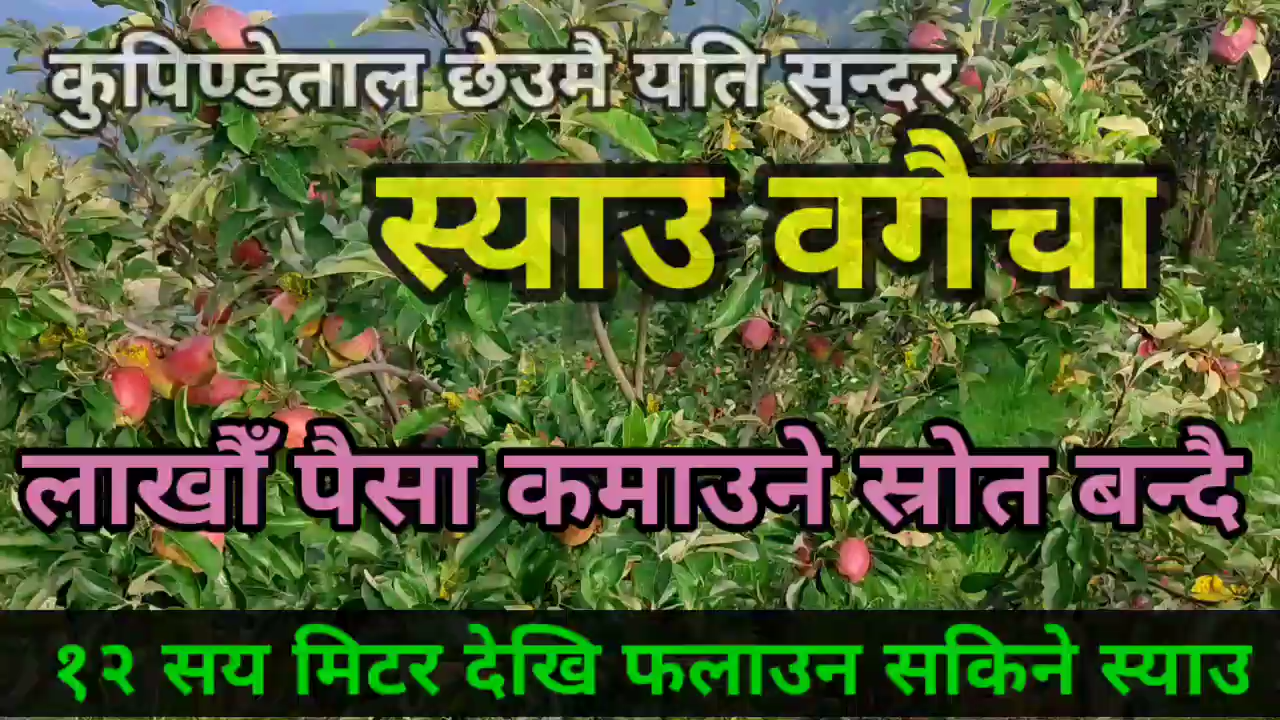 कुपिण्डेताल छेउमै यति सुन्दर
स्याउ वगैचा
लाखौँ पैसा कमाउने स्रोत बन्दै
१२ सय मिटर देखि फलाउन सकिने स्याउ